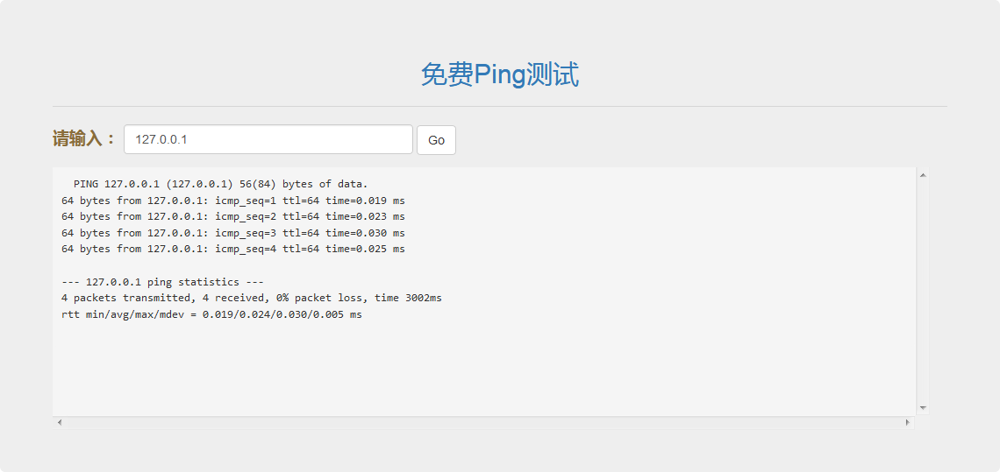 免费Ping测试
请输入： 127.0.0.1 Go
PING 127.0.0.1 (127.0.0.1) 56(84) bytes of data.
64 bytes from 127.0.0.1: icmp_seq=1 ttl=64 time=0.019 ms
64 bytes from 127.0.0.1: icmp_seq=2 ttl=64 time=0.023 ms
64 bytes from 127.0.0.1: icmp_seq=3 ttl=64 time=0.030 ms
64 bytes from 127.0.0.1: icmp_seq=4 ttl=64 time=0.025 ms
--- 127.0.0.1 ping statistics ---
4 packets transmitted, 4 received, 0% packet loss, time 3002ms
rtt min/avg/max/mdev = 0.019/0.024/0.030/0.005 ms